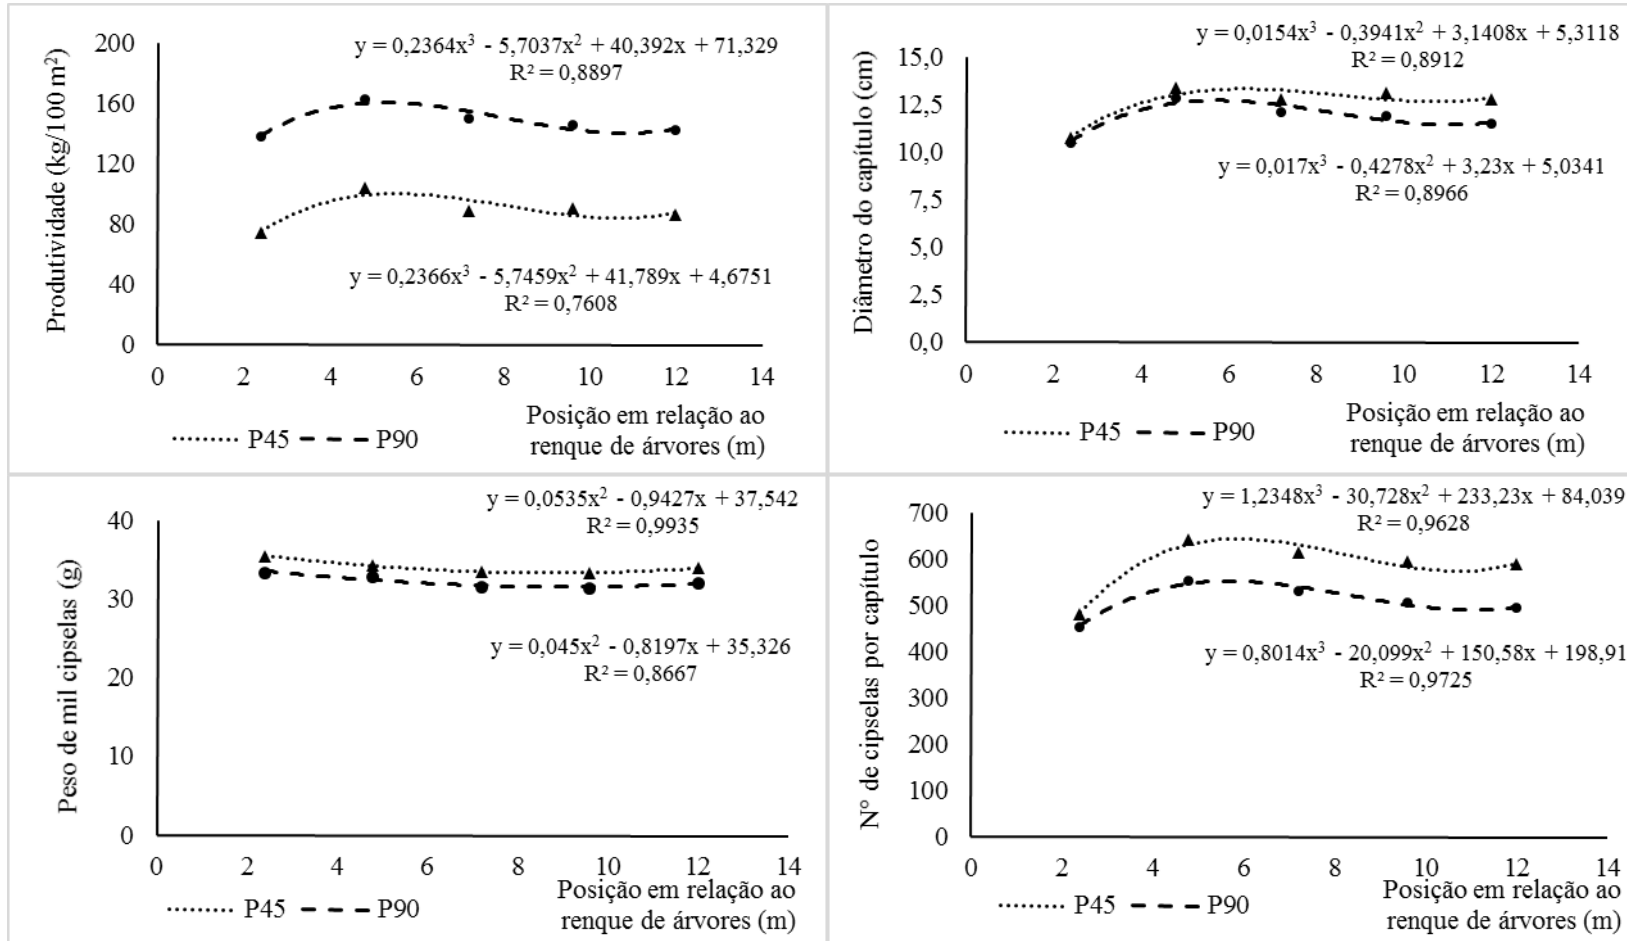 y = 0,2364x³ - 5,7037x² + 40,392x + 71,329
R² = 0,8897
Produtividade (kg/100 m²)
200
160
120
80
40
0
y = 0,2366x³ - 5,7459x² + 41,789x + 4,6751
R² = 0,7608
0 2 4 6 8 10 12 14
Posição em relação ao
renque de árvores (m)
P45 P90
y = 0,0154x³ - 0,3941x² + 3,1408x + 5,3118
R² = 0,8912
Diâmetro do capítulo (cm)
15,0
12,5
10,0
7,5
5,0
2,5
0,0
y = 0,017x³ - 0,4278x² + 3,23x + 5,0341
R² = 0,8966
0 2 4 6 8 10 12 14
Posição em relação ao
renque de árvores (m)
P45 P90
y = 0,0535x² - 0,9427x + 37,542
R² = 0,9935
Peso de mil cipselas (g)
40
30
20
10
0
y = 0,045x² - 0,8197x + 35,326
R² = 0,8667
0 2 4 6 8 10 12 14
Posição em relação ao
renque de árvores (m)
P45 P90
y = 1,2348x³ - 30,728x² + 233,23x + 84,039
R² = 0,9628
N° de cipselas por capítulo
700
600
500
400
300
200
100
0
y = 0,8014x³ - 20,099x² + 150,58x + 198,91
R² = 0,9725
0 2 4 6 8 10 12 14
Posição em relação ao
renque de árvores (m)
P45 P90